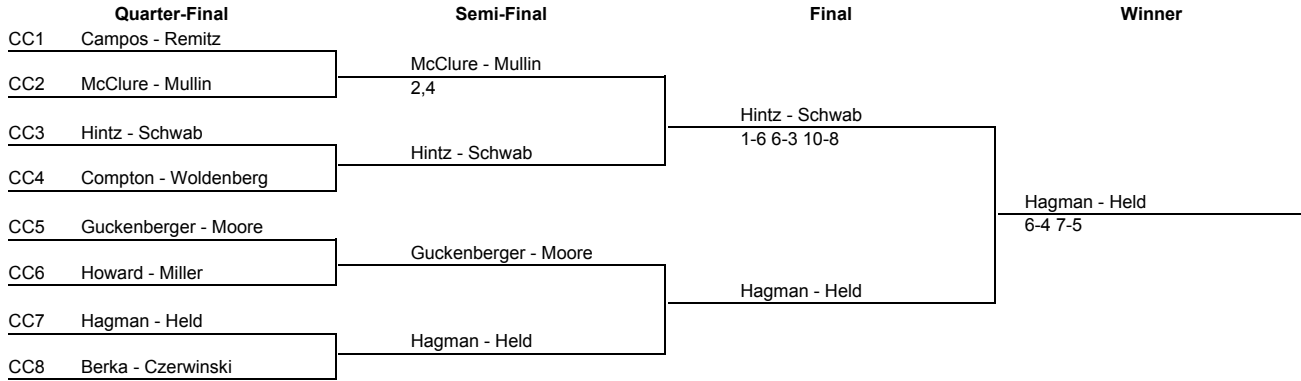 Quarter-Final Semi-Final Final Winner
CC1 Campos - Remitz
McClure - Mullin
CC2 McClure - Mullin
2,4
Hintz - Schwab
CC3 Hintz - Schwab
1-6 6-3 10-8
Hintz - Schwab
CC4 Compton - Woldenberg
Hagman - Held
CC5 Guckenberger - Moore
6-4 7-5
Guckenberger - Moore
CC6 Howard - Miller
Hagman - Held
CC7 Hagman - Held
Hagman - Held
CC8 Berka - Czerwinski